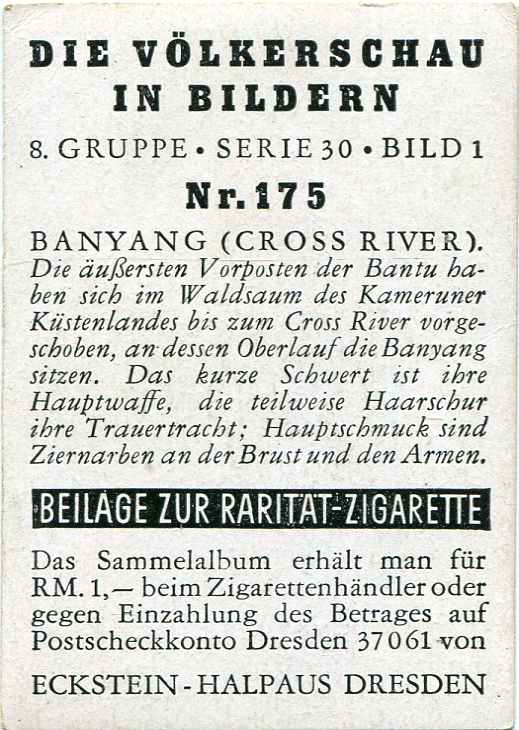 DIE VÖLKERSCHAU
IN BILDERN
8. GRUPPE • SERIE 30 • BILD 1
Nr. 175
BANYANG (CROSS RIVER).
Die äußersten Vorposten der Bantu ha-
ben sich im Waldsaum des Kameruner
Küstenlandes bis zum Cross River vorge-
schoben, an dessen Oberlauf die Banyang
sitzen. Das kurze Schwert ist ihre
Hauptwaffe, die teilweise Haarschur
ihre Trauertracht; Hauptschmuck sind
Ziernarben an der Brust und den Armen.
BEILAGE ZUR RARITÄT-ZIGARETTE
Das Sammelalbum erhält man für
RM. 1,— beim Zigarettenhändler oder
gegen Einzahlung des Betrages auf
Postscheckkonto Dresden 37061 von
ECKSTEIN-HALPAUS DRESDEN